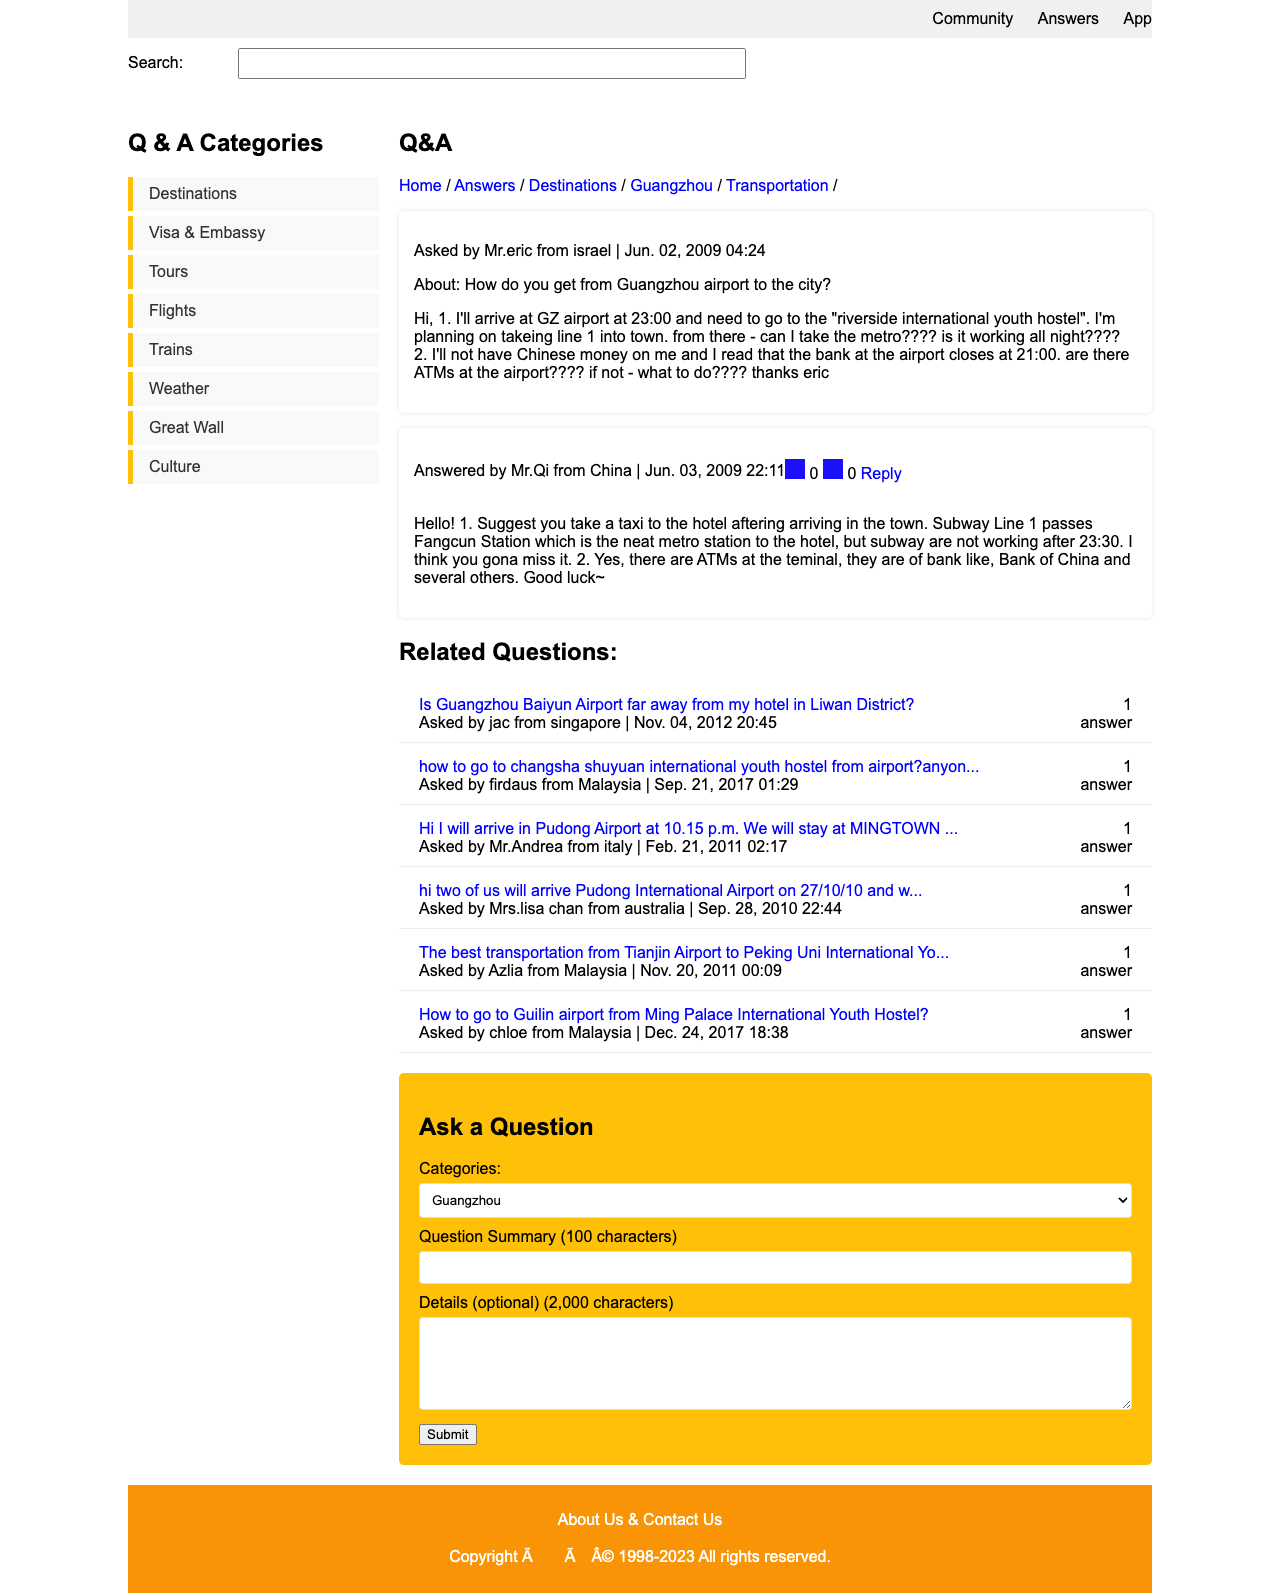 Community Answers App
Search:
Q & A Categories
Destinations
Visa & Embassy
Tours
Flights
Trains
Weather
Great Wall
Culture
Q&A
Home / Answers / Destinations / Guangzhou / Transportation /
Asked by Mr.eric from israel | Jun. 02, 2009 04:24
About: How do you get from Guangzhou airport to the city?
Hi, 1. I'll arrive at GZ airport at 23:00 and need to go to the "riverside international youth hostel". I'm
planning on takeing line 1 into town. from there - can I take the metro???? is it working all night????
2. I'll not have Chinese money on me and I read that the bank at the airport closes at 21:00. are there
ATMs at the airport???? if not - what to do???? thanks eric
Answered by Mr.Qi from China | Jun. 03, 2009 22:11 0 0 Reply
Hello! 1. Suggest you take a taxi to the hotel aftering arriving in the town. Subway Line 1 passes
Fangcun Station which is the neat metro station to the hotel, but subway are not working after 23:30. I
think you gona miss it. 2. Yes, there are ATMs at the teminal, they are of bank like, Bank of China and
several others. Good luck~
Related Questions:
Is Guangzhou Baiyun Airport far away from my hotel in Liwan District? 1
Asked by jac from singapore | Nov. 04, 2012 20:45 answer
how to go to changsha shuyuan international youth hostel from airport?anyon... 1
Asked by firdaus from Malaysia | Sep. 21, 2017 01:29 answer
Hi I will arrive in Pudong Airport at 10.15 p.m. We will stay at MINGTOWN ... 1
Asked by Mr.Andrea from italy | Feb. 21, 2011 02:17 answer
hi two of us will arrive Pudong International Airport on 27/10/10 and w... 1
Asked by Mrs.lisa chan from australia | Sep. 28, 2010 22:44 answer
The best transportation from Tianjin Airport to Peking Uni International Yo... 1
Asked by Azlia from Malaysia | Nov. 20, 2011 00:09 answer
How to go to Guilin airport from Ming Palace International Youth Hostel? 1
Asked by chloe from Malaysia | Dec. 24, 2017 18:38 answer
Ask a Question
Categories:
Guangzhou
Question Summary (100 characters)
Details (optional) (2,000 characters)
Submit
About Us & Contact Us
Copyright Ã Ã Â© 1998-2023 All rights reserved.